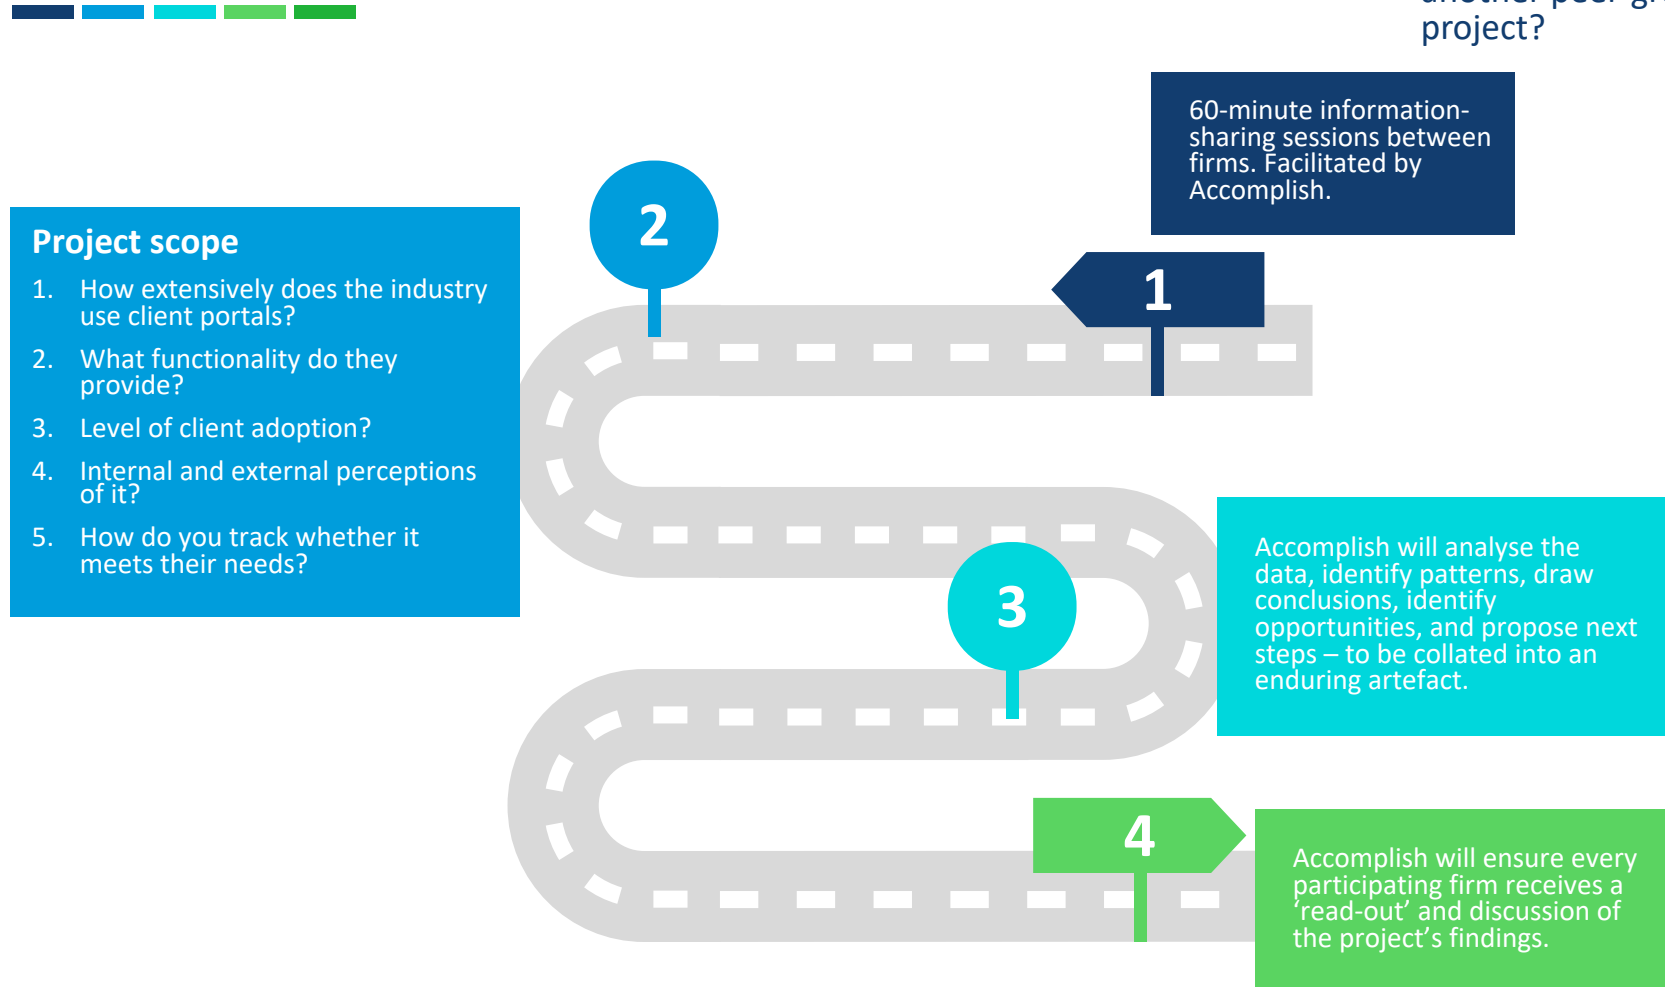 project?
60-minute information-
sharing sessions between
firms. Facilitated by
Accomplish.
1
2
Project scope
1. How extensively does the industry
use client portals?
2. What functionality do they
provide?
3. Level of client adoption?
4. Internal and external perceptions
of it?
5. How do you track whether it
meets their needs?
3
Accomplish will analyse the
data, identify patterns, draw
conclusions, identify
opportunities, and propose next
steps – to be collated into an
enduring artefact.
4
Accomplish will ensure every
participating firm receives a
‘read-out’ and discussion of
the project’s findings.